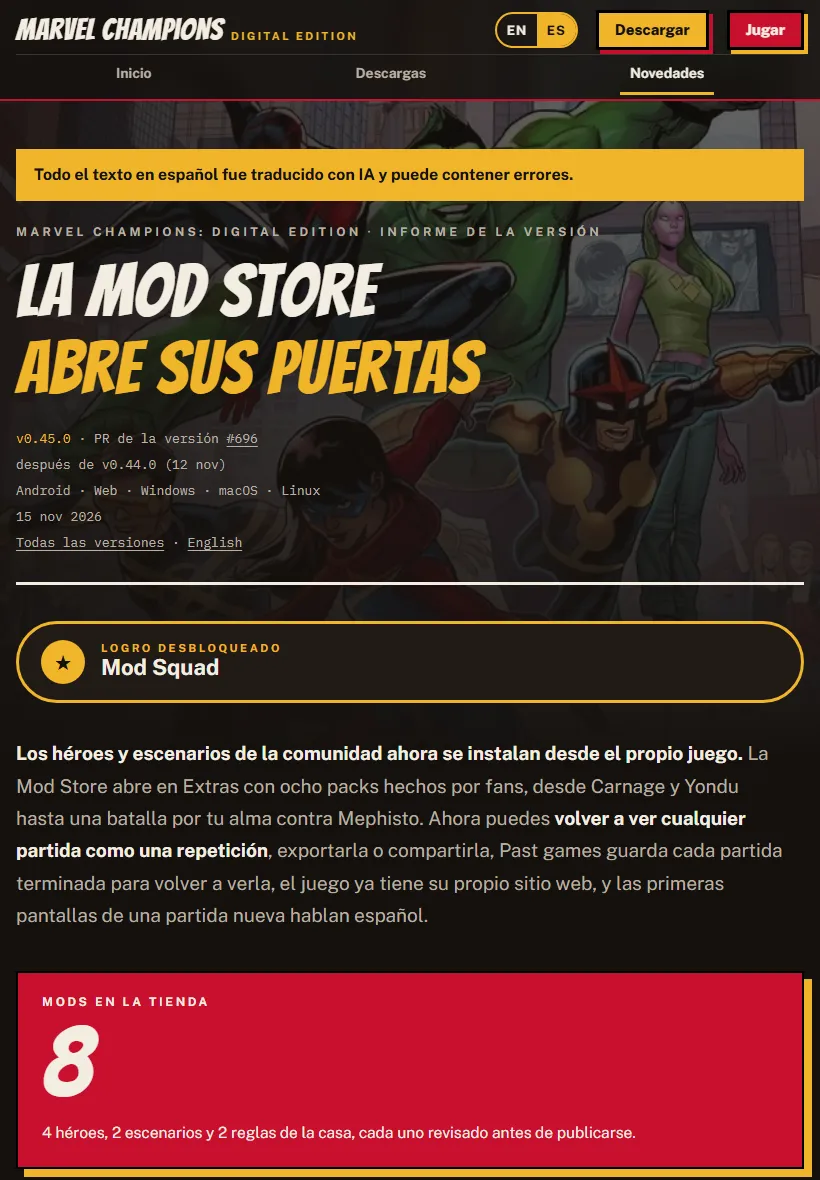 MARVEL CHAMPIONS DIGITAL EDITION
EN ES
Descargar
Jugar
Inicio
Descargas
Novedades
Todo el texto en español fue traducido con IA y puede contener errores.
MARVEL CHAMPIONS: DIGITAL EDITION · INFORME DE LA VERSIÓN
LA MOD STORE
ABRE SUS PUERTAS
v0.45.0 · PR de la versión #696
después de v0.44.0 (12 nov)
Android · Web · Windows · macOS · Linux
15 nov 2026
Todas las versiones · English
LOGRO DESBLOQUEADO
★ Mod Squad
Los héroes y escenarios de la comunidad ahora se instalan desde el propio juego. La
Mod Store abre en Extras con ocho packs hechos por fans, desde Carnage y Yondu
hasta una batalla por tu alma contra Mephisto. Ahora puedes volver a ver cualquier
partida como una repetición, exportarla o compartirla, Past games guarda cada partida
terminada para volver a verla, el juego ya tiene su propio sitio web, y las primeras
pantallas de una partida nueva hablan español.
MODS EN LA TIENDA
8
4 héroes, 2 escenarios y 2 reglas de la casa, cada uno revisado antes de publicarse.